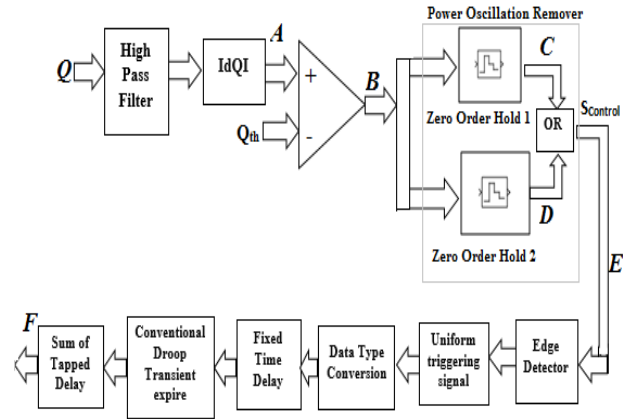 Power Oscillation Remover
Q
High
Pass
Filter
IdQI
A
+
Qth
-
B
Zero Order Hold 1
C
OR
SControl
Zero Order Hold 2
D
E
F
Sum of
Tapped
Delay
Conventional
Droop
Transient
expire
Fixed
Time
Delay
Data Type
Conversion
Uniform
triggering
signal
Edge
Detector